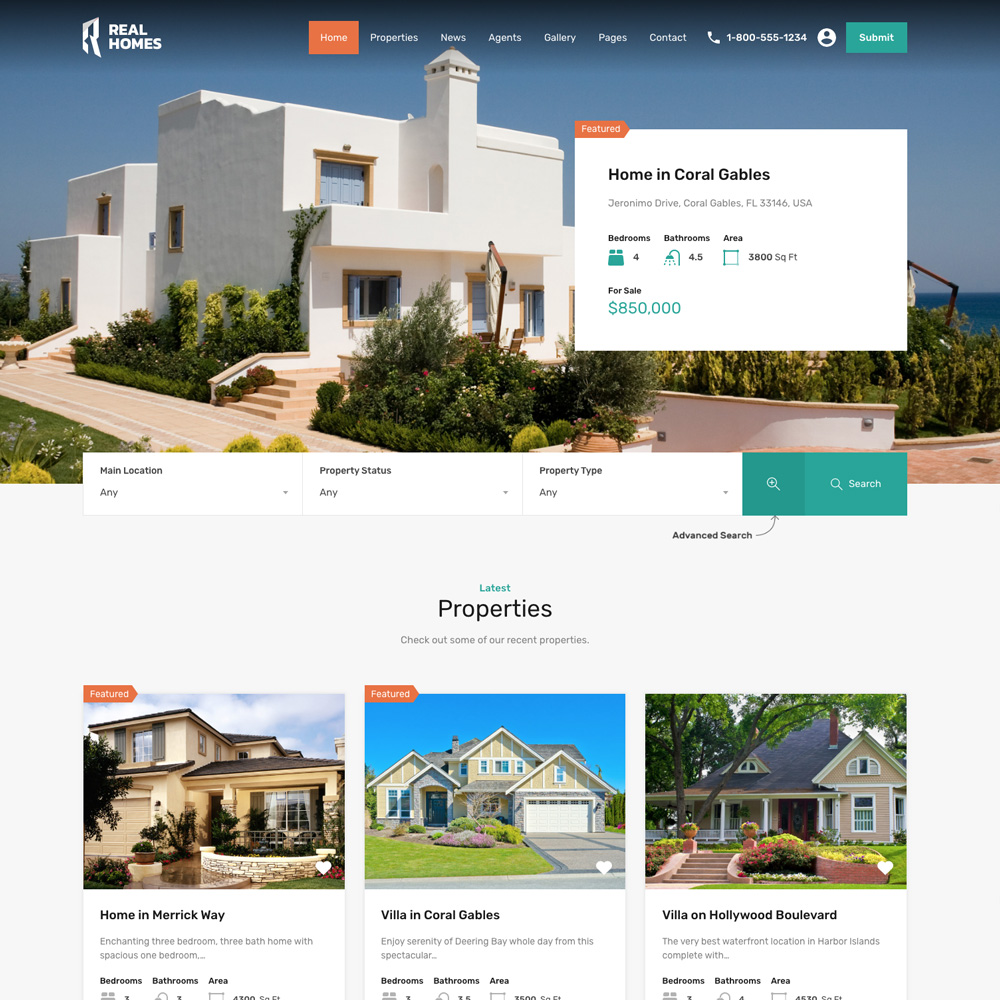 REAL
HOMES
Home Properties News Agents Gallery Pages Contact 1-800-555-1234 Submit
Featured
Home in Coral Gables
Jeronimo Drive, Coral Gables, FL 33146, USA
Bedrooms Bathrooms Area
4 4.5 3800 Sq Ft
For Sale
$850,000
Main Location Property Status Property Type
Any Any Any Search
Advanced Search
Latest
Properties
Check out some of our recent properties.
Featured Featured
Home in Merrick Way
Enchanting three bedroom, three bath home with
spacious one bedroom,...
Bedrooms Bathrooms Area
3 3 4300 Sq Ft
Villa in Coral Gables
Enjoy serenity of Deering Bay whole day from this
spectacular...
Bedrooms Bathrooms Area
3 3.5 3500 Sq Ft
Villa on Hollywood Boulevard
The very best waterfront location in Harbor Islands
complete with...
Bedrooms Bathrooms Area
3 4 4530 Sq Ft